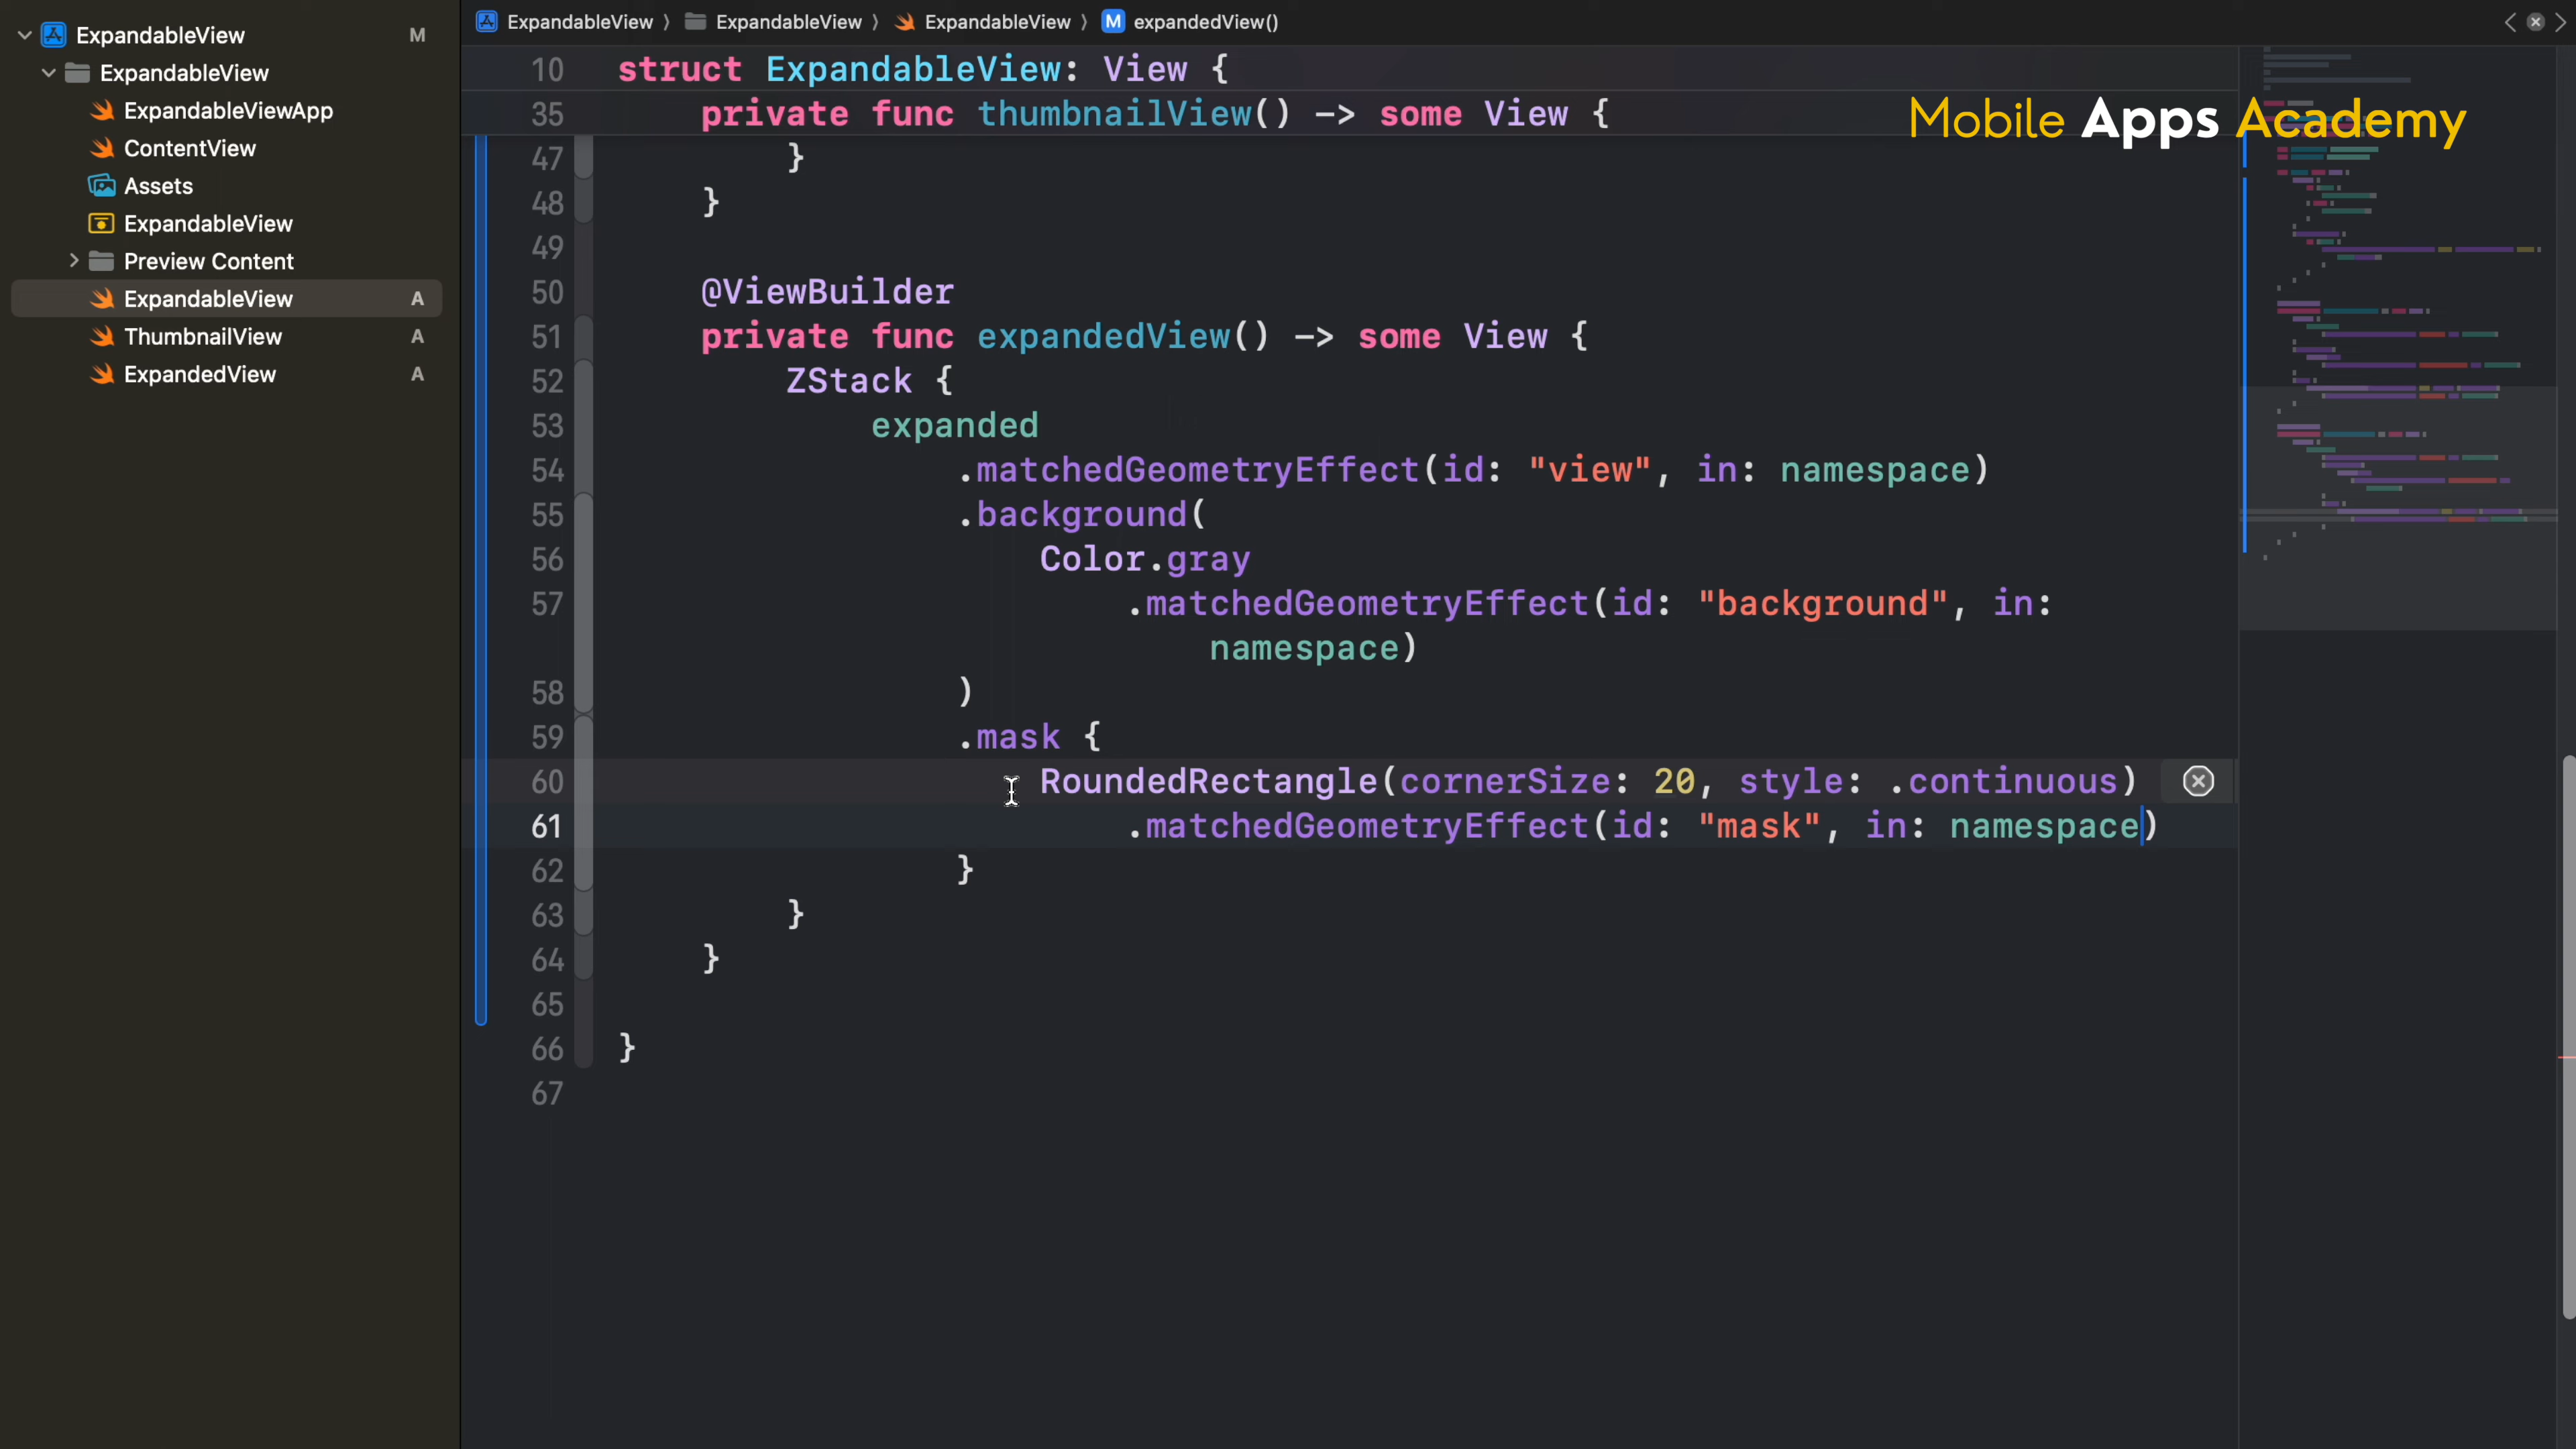 ExpandableView M
ExpandableView
ExpandableViewApp
ContentView
Assets
ExpandableView
Preview Content
ExpandableView A
ThumbnailView A
ExpandedView A
ExpandableView ⟩ ExpandableView ⟩ ExpandableView ⟩ M expandedView()
Mobile Apps Academy
10 struct ExpandableView: View {
35 private func thumbnailView() -> some View {
47 }
48 }
49
50 @ViewBuilder
51 private func expandedView() -> some View {
52 ZStack {
53 expanded
54 .matchedGeometryEffect(id: "view", in: namespace)
55 .background(
56 Color.gray
57 .matchedGeometryEffect(id: "background", in:
namespace)
58 )
59 .mask {
60 RoundedRectangle(cornerSize: 20, style: .continuous)
61 .matchedGeometryEffect(id: "mask", in: namespace)
62 }
63 }
64 }
65
66 }
67